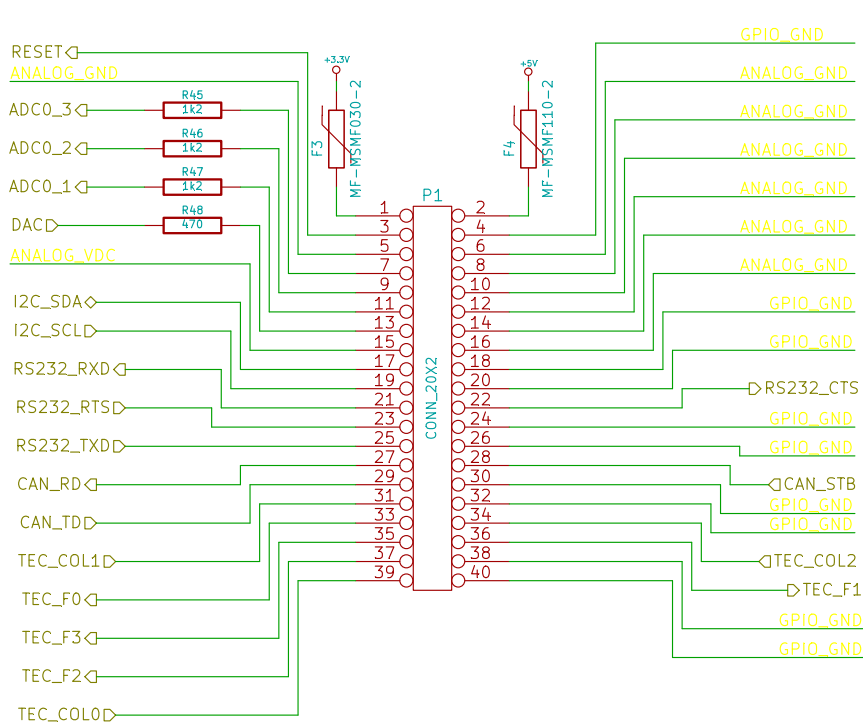 RESET
ANALOG_GND
R45
ADC0_3
1k2
R46
ADC0_2
1k2
R47
ADC0_1
1k2
R48
DAC
470
ANALOG_VDC
I2C_SDA
I2C_SCL
RS232_RXD
RS232_RTS
RS232_TXD
CAN_RD
CAN_TD
TEC_COL1
TEC_F0
TEC_F3
TEC_F2
TEC_COL0
+3.3V
F3
MF-MSMF030-2
+5V
F4
MF-MSMF110-2
P1
CONN_20X2
1 2
3 4
5 6
7 8
9 10
11 12
13 14
15 16
17 18
19 20
21 22
23 24
25 26
27 28
29 30
31 32
33 34
35 36
37 38
39 40
GPIO_GND
ANALOG_GND
ANALOG_GND
ANALOG_GND
ANALOG_GND
ANALOG_GND
ANALOG_GND
GPIO_GND
GPIO_GND
RS232_CTS
GPIO_GND
GPIO_GND
CAN_STB
GPIO_GND
GPIO_GND
TEC_COL2
TEC_F1
GPIO_GND
GPIO_GND